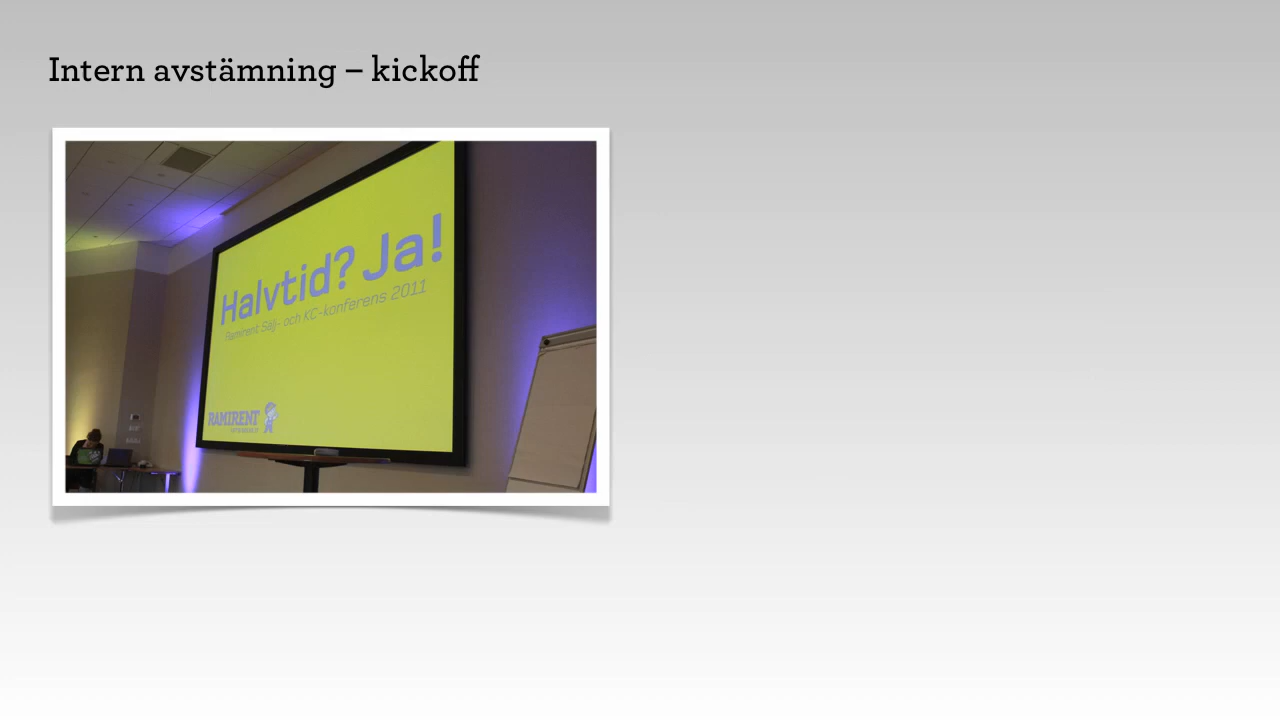 Intern avstämning – kickoff
Halvtid? Ja!
Ramirent Sälj- och KC-konferens 2011
RAMIRENT